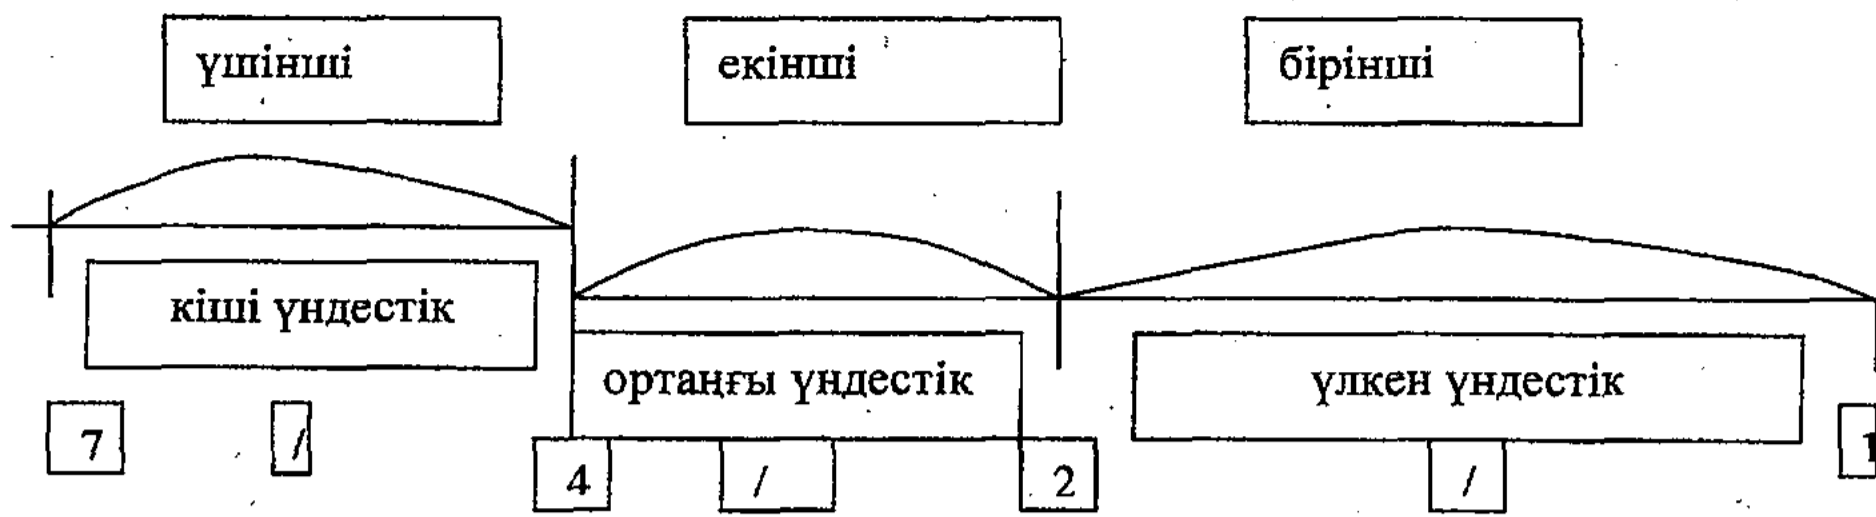 үшінші екінші бірінші
кіші үндестік
ортаңғы үндестік үлкен үндестік
7 / 1
4 / 2 /